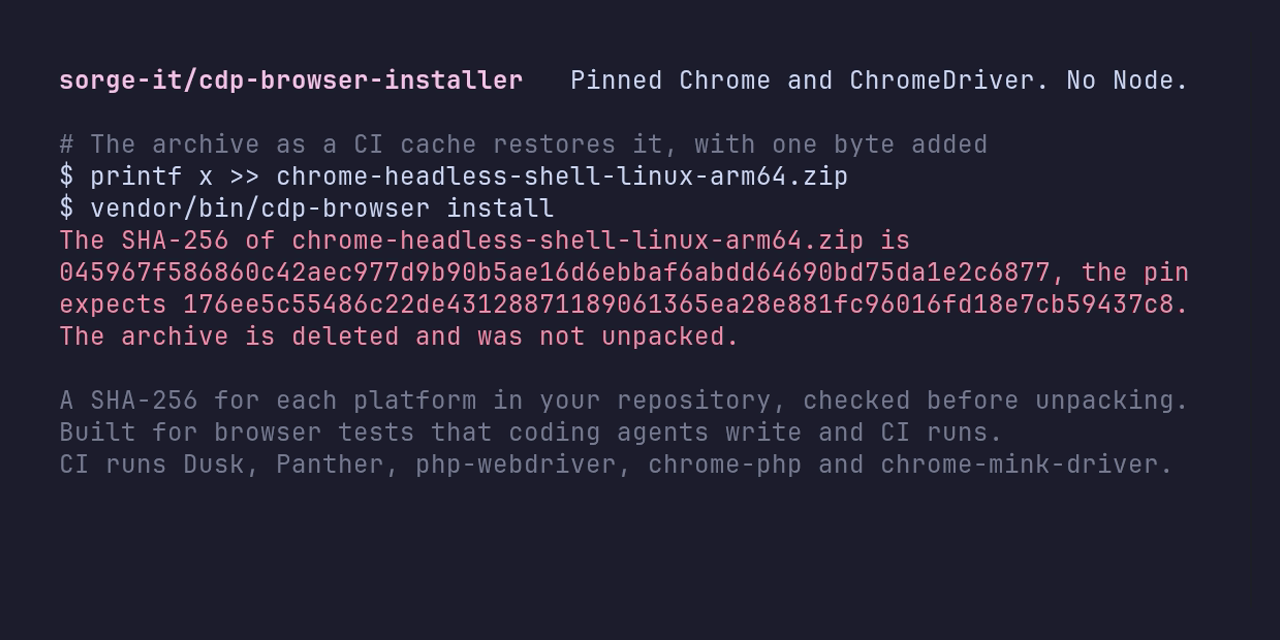 sorge-it/cdp-browser-installer   Pinned Chrome and ChromeDriver. No Node.
# The archive as a CI cache restores it, with one byte added
$ printf x >> chrome-headless-shell-linux-arm64.zip
$ vendor/bin/cdp-browser install
The SHA-256 of chrome-headless-shell-linux-arm64.zip is
045967f586860c42aec977d9b90b5ae16d6ebbaf6abdd64690bd75da1e2c6877, the pin
expects 176ee5c55486c22de43128871189061365ea28e881fc96016fd18e7cb59437c8.
The archive is deleted and was not unpacked.
A SHA-256 for each platform in your repository, checked before unpacking.
Built for browser tests that coding agents write and CI runs.
CI runs Dusk, Panther, php-webdriver, chrome-php and chrome-mink-driver.